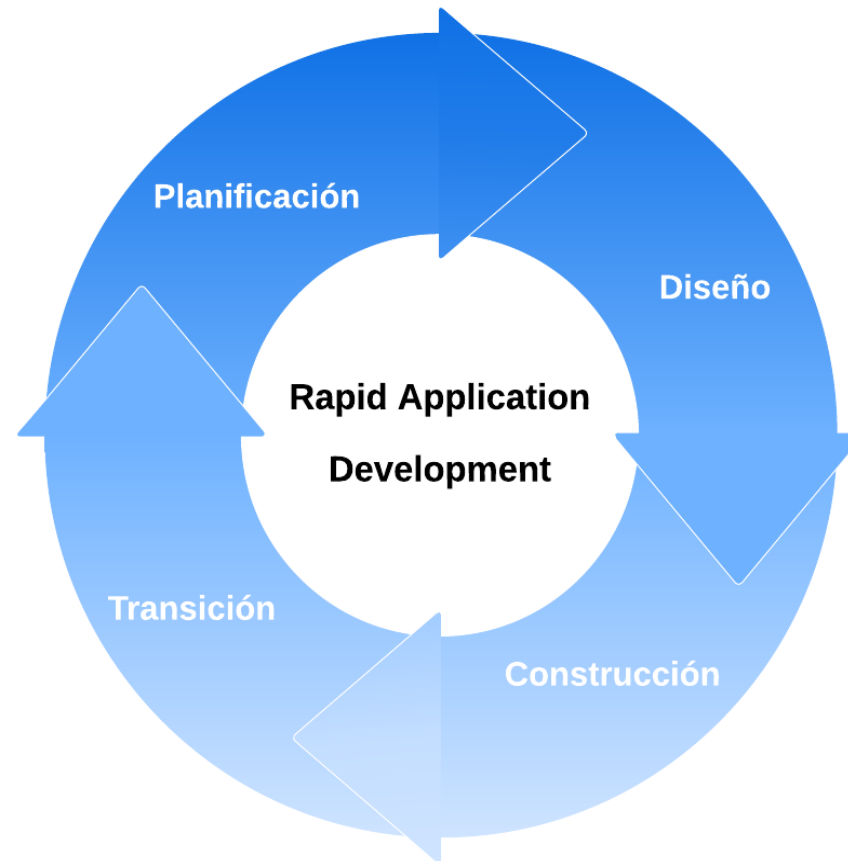 Planificación
Diseño
Rapid Application
Development
Transición
Construcción